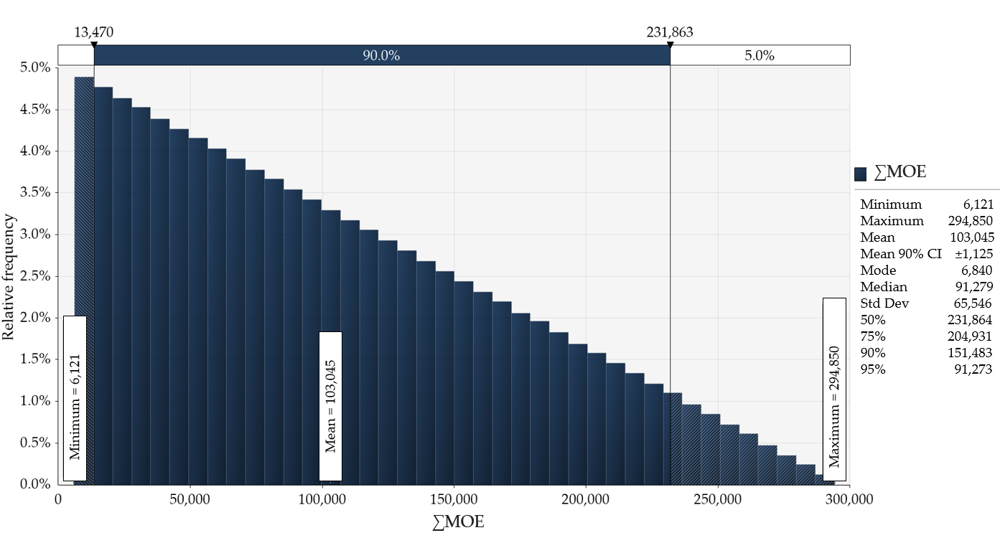 13,470 231,863
90.0% 5.0%
5.0%
4.5%
4.0%
3.5%
3.0%
2.5%
2.0%
1.5%
1.0%
0.5%
0.0%
Relative frequency
Minimum = 6,121
Mean = 103,045
Maximum = 294,850
0 50,000 100,000 150,000 200,000 250,000 300,000
∑MOE
∑MOE
Minimum 6,121
Maximum 294,850
Mean 103,045
Mean 90% CI ±1,125
Mode 6,840
Median 91,279
Std Dev 65,546
50% 231,864
75% 204,931
90% 151,483
95% 91,273